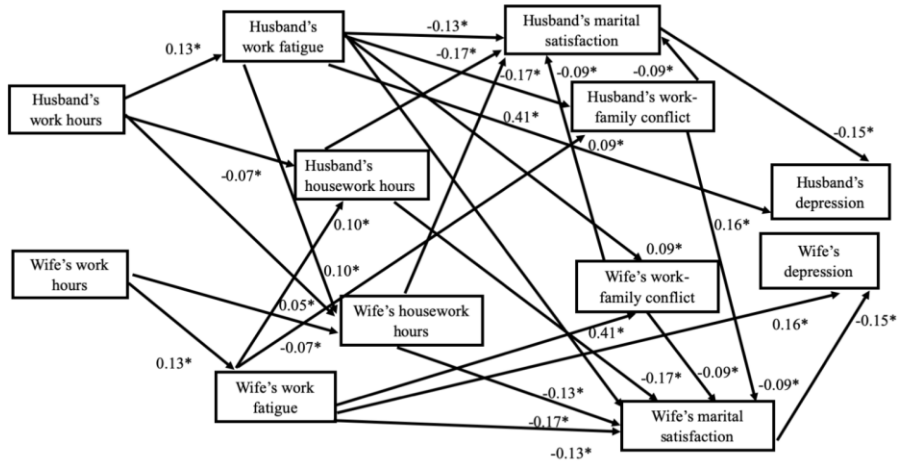 Husband's
work fatigue
-0.13*
Husband's marital
satisfaction
0.13*
-0.17*
-0.17*
-0.09*
-0.09*
Husband's
work hours
Husband's work-
family conflict
0.41*
-0.15*
0.09*
Husband's
housework hours
-0.07*
Husband's
depression
0.10*
0.16*
Wife's work
hours
0.09*
Wife's
depression
0.10*
Wife's work-
family conflict
0.05*
Wife's housework
hours
0.41*
0.16*
-0.15*
-0.07*
0.13*
Wife's work
fatigue
-0.17*
-0.09*
-0.09*
-0.13*
-0.17*
Wife's marital
satisfaction
-0.13*